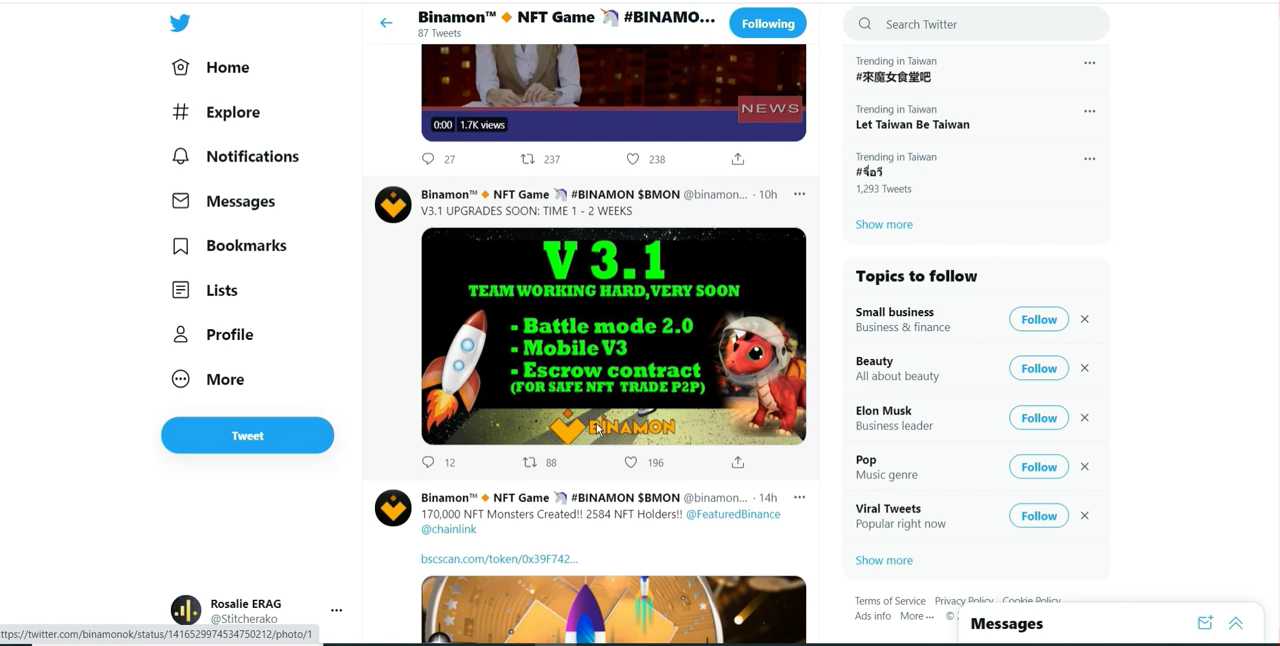 Binamon™ 🔸 NFT Game 🦄 #BINAMO...
87 Tweets
Following
Search Twitter
Home
Explore
Notifications
Messages
Bookmarks
Lists
Profile
More
Tweet
Rosalie ERAG
@Stitcherako
ttps://twitter.com/binamonok/status/1416529974534750212/photo/1
NEWS
0:00 1.7K views
27 237 238
Binamon™ 🔸 NFT Game 🦄 #BINAMON $BMON @binamon... · 10h
V3.1 UPGRADES SOON: TIME 1 - 2 WEEKS
V 3.1
TEAM WORKING HARD,VERY SOON
- Battle mode 2.0
- Mobile V3
- Escrow contract
(FOR SAFE NFT TRADE P2P)
BINAMON
12 88 196
Binamon™ 🔸 NFT Game 🦄 #BINAMON $BMON @binamon... · 14h
170,000 NFT Monsters Created!! 2584 NFT Holders!! @FeaturedBinance
@chainlink
bscscan.com/token/0x39F742...
Trending in Taiwan
#來魔女食堂吧
Trending in Taiwan
Let Taiwan Be Taiwan
Trending in Taiwan
#จื่อวี
1,293 Tweets
Show more
Topics to follow
Small business
Business & finance
Follow
Beauty
All about beauty
Follow
Elon Musk
Business leader
Follow
Pop
Music genre
Follow
Viral Tweets
Popular right now
Follow
Show more
Terms of Service Privacy Policy Cookie Policy
Ads info More ··· ©
Messages